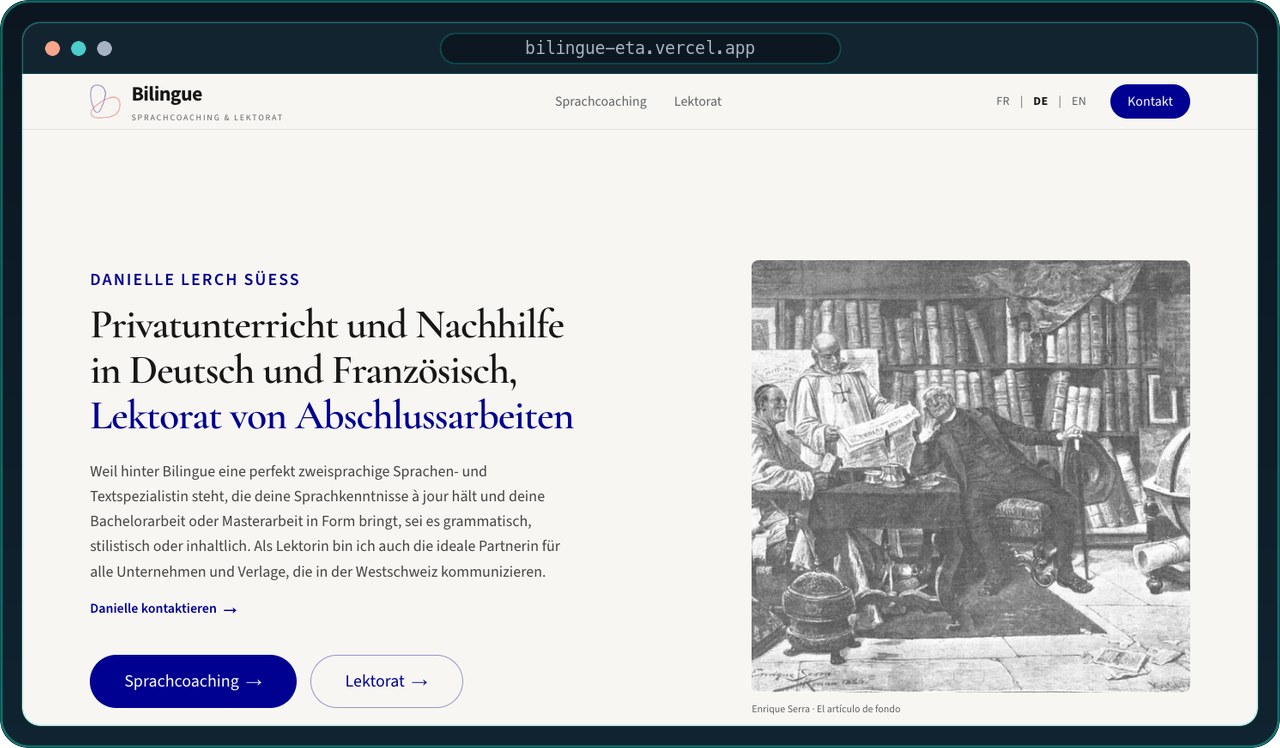 bilingue-eta.vercel.app
Bilingue
SPRACHCOACHING & LEKTORAT
Sprachcoaching
Lektorat
FR | DE | EN
Kontakt
DANIELLE LERCH SÜESS
Privatunterricht und Nachhilfe
in Deutsch und Französisch,
Lektorat von Abschlussarbeiten
Weil hinter Bilingue eine perfekt zweisprachige Sprachen- und
Textspezialistin steht, die deine Sprachkenntnisse à jour hält und deine
Bachelorarbeit oder Masterarbeit in Form bringt, sei es grammatisch,
stilistisch oder inhaltlich. Als Lektorin bin ich auch die ideale Partnerin für
alle Unternehmen und Verlage, die in der Westschweiz kommunizieren.
Danielle kontaktieren →
Sprachcoaching →
Lektorat →
Enrique Serra · El artículo de fondo